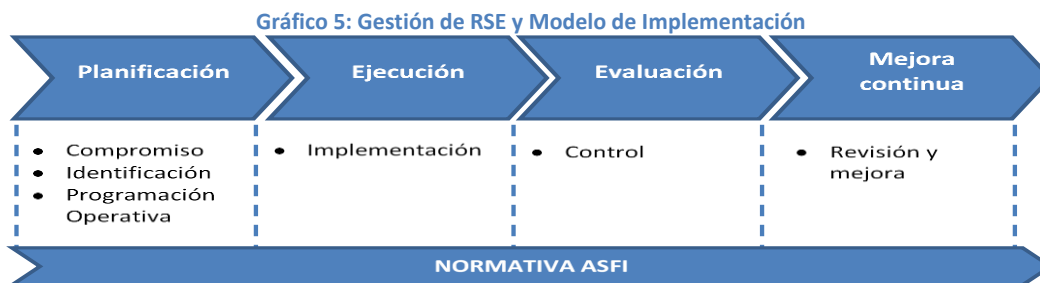 Gráfico 5: Gestión de RSE y Modelo de Implementación
Planificación
Ejecución
Evaluación
Mejora
continua
• Compromiso
• Identificación
• Programación
Operativa
• Implementación
• Control
• Revisión y
mejora
NORMATIVA ASFI